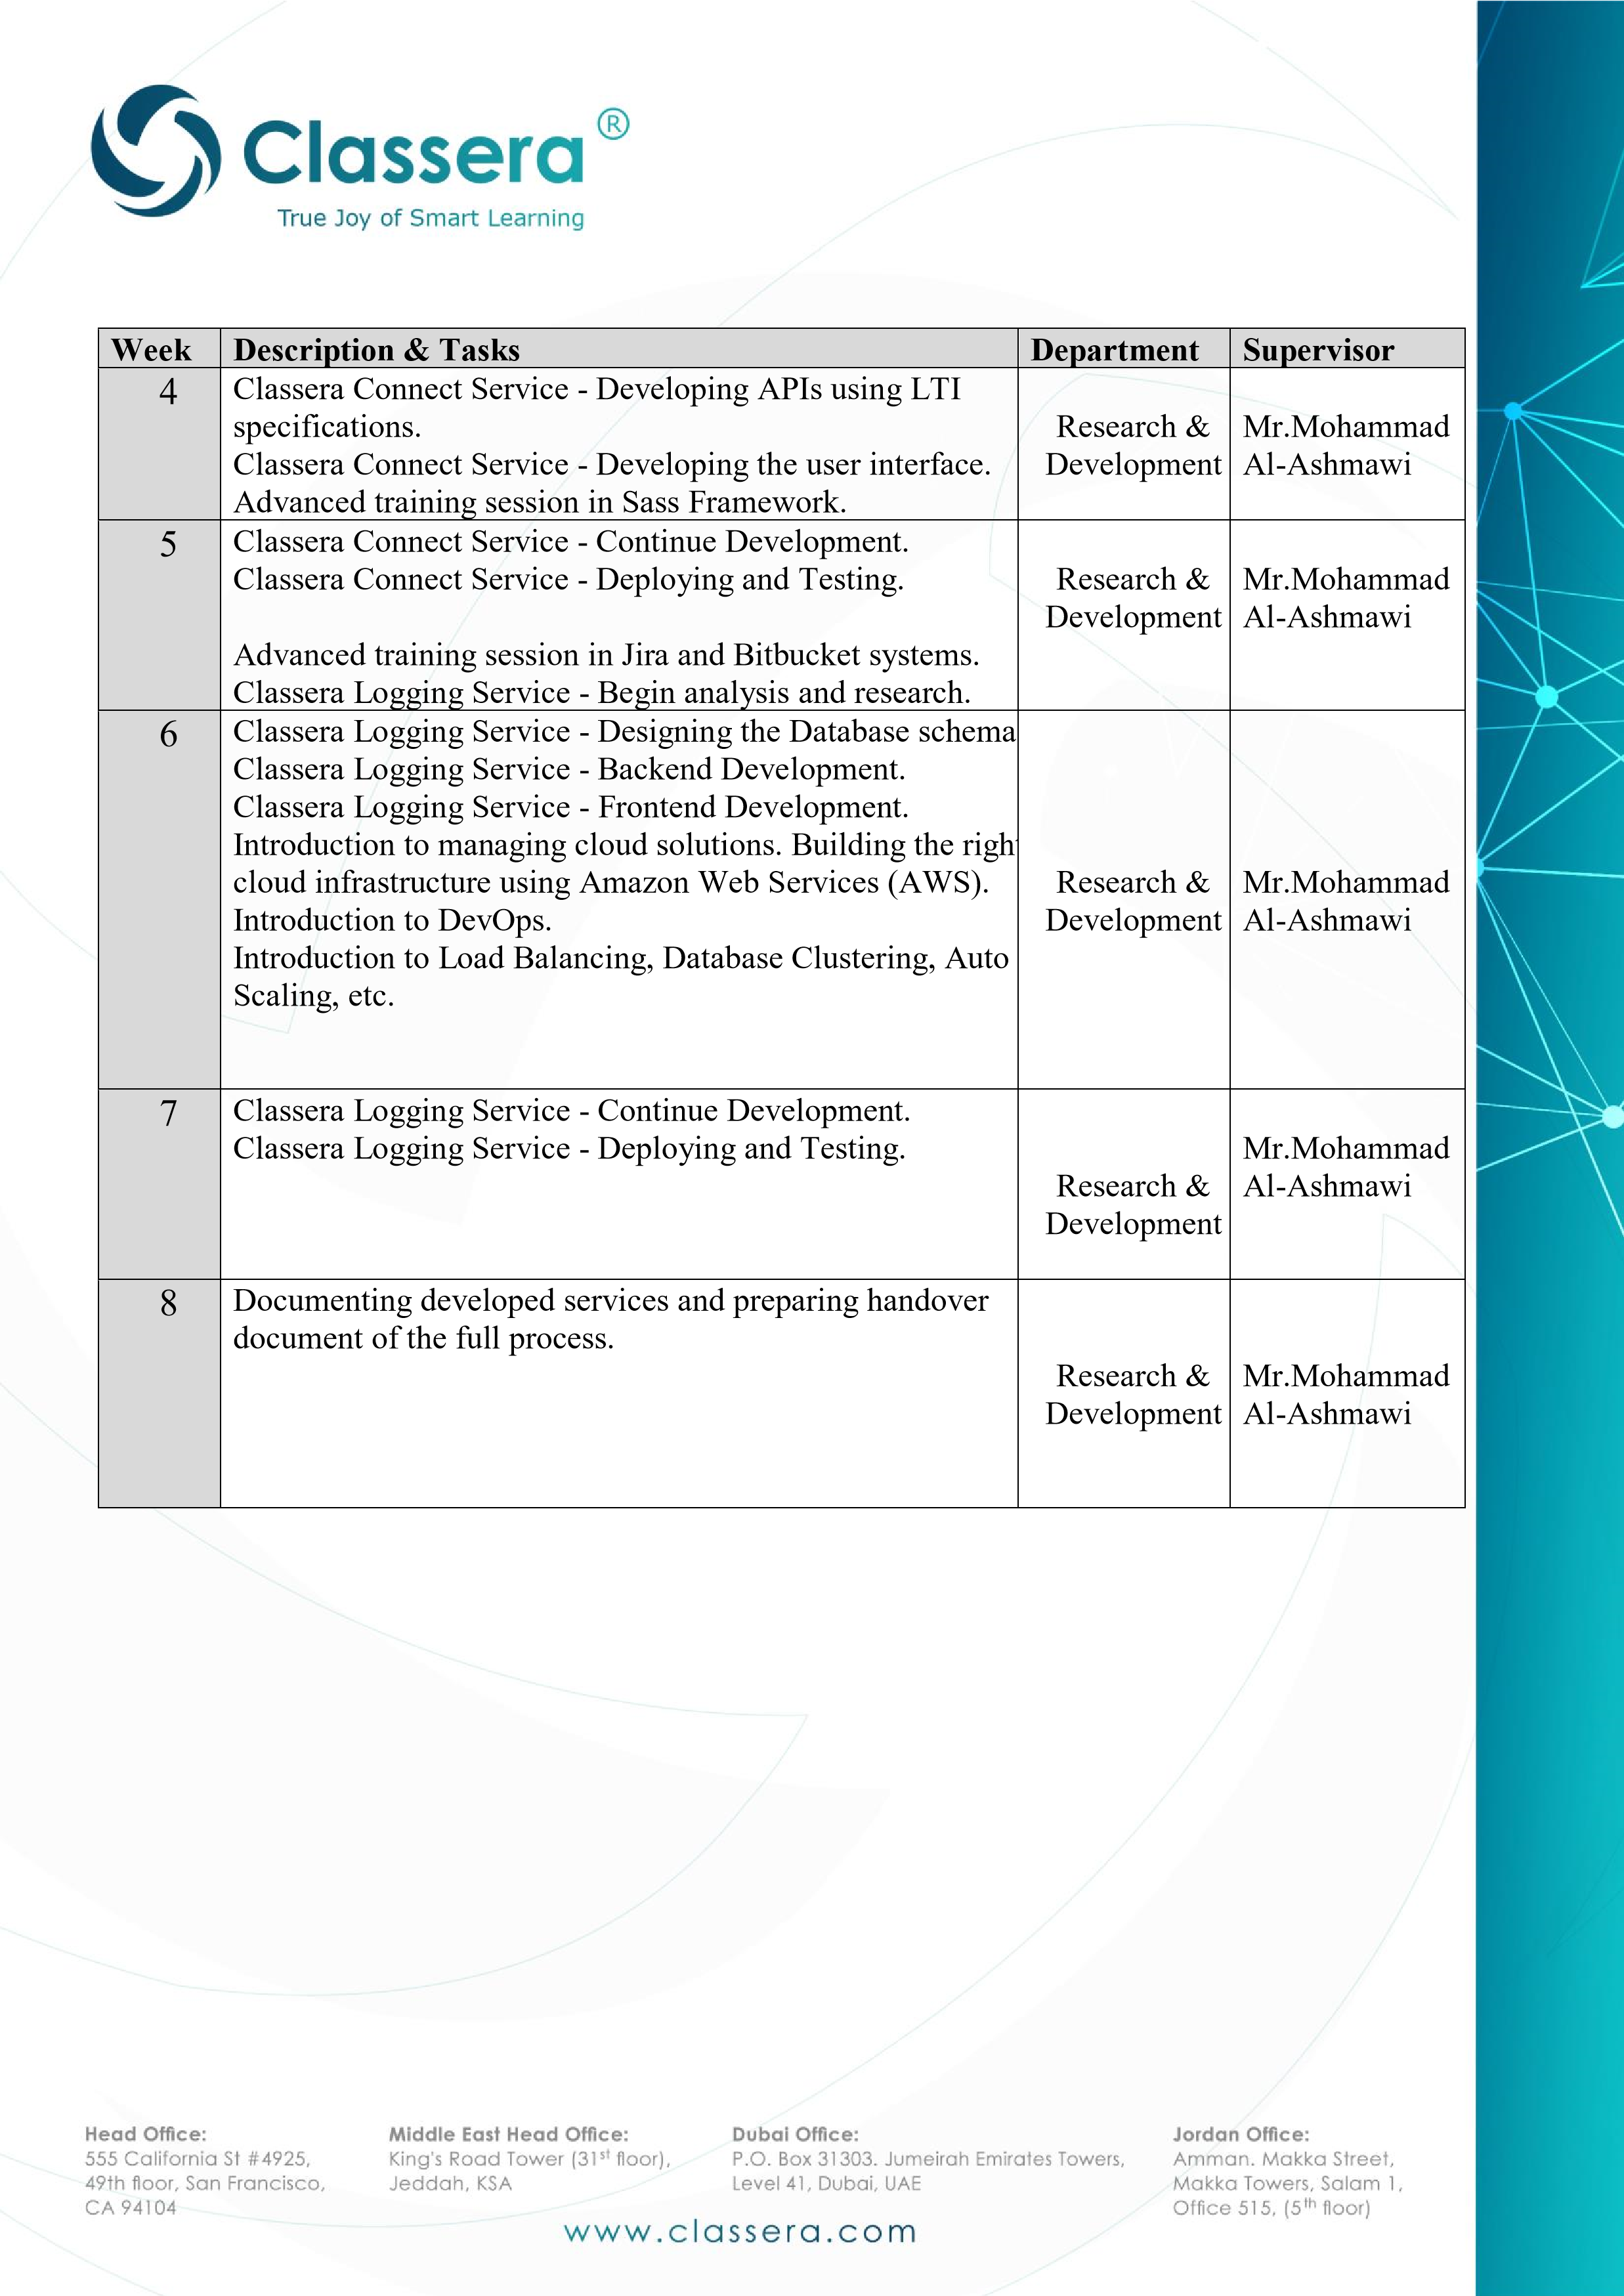 Classera ®
True Joy of Smart Learning
Week Description & Tasks Department Supervisor
4
Classera Connect Service - Developing APIs using LTI
specifications.
Classera Connect Service - Developing the user interface.
Advanced training session in Sass Framework.
Research &
Development
Mr.Mohammad
Al-Ashmawi
5
Classera Connect Service - Continue Development.
Classera Connect Service - Deploying and Testing.
Advanced training session in Jira and Bitbucket systems.
Classera Logging Service - Begin analysis and research.
Research &
Development
Mr.Mohammad
Al-Ashmawi
6
Classera Logging Service - Designing the Database schema
Classera Logging Service - Backend Development.
Classera Logging Service - Frontend Development.
Introduction to managing cloud solutions. Building the right
cloud infrastructure using Amazon Web Services (AWS).
Introduction to DevOps.
Introduction to Load Balancing, Database Clustering, Auto
Scaling, etc.
Research &
Development
Mr.Mohammad
Al-Ashmawi
7
Classera Logging Service - Continue Development.
Classera Logging Service - Deploying and Testing.
Research &
Development
Mr.Mohammad
Al-Ashmawi
8
Documenting developed services and preparing handover
document of the full process.
Research &
Development
Mr.Mohammad
Al-Ashmawi
Head Office:
555 California St #4925,
49th floor, San Francisco,
CA 94104
Middle East Head Office:
King's Road Tower (31st floor),
Jeddah, KSA
Dubai Office:
P.O. Box 31303. Jumeirah Emirates Towers,
Level 41, Dubai, UAE
Jordan Office:
Amman. Makka Street,
Makka Towers, Salam 1,
Office 515, (5th floor)
www.classera.com